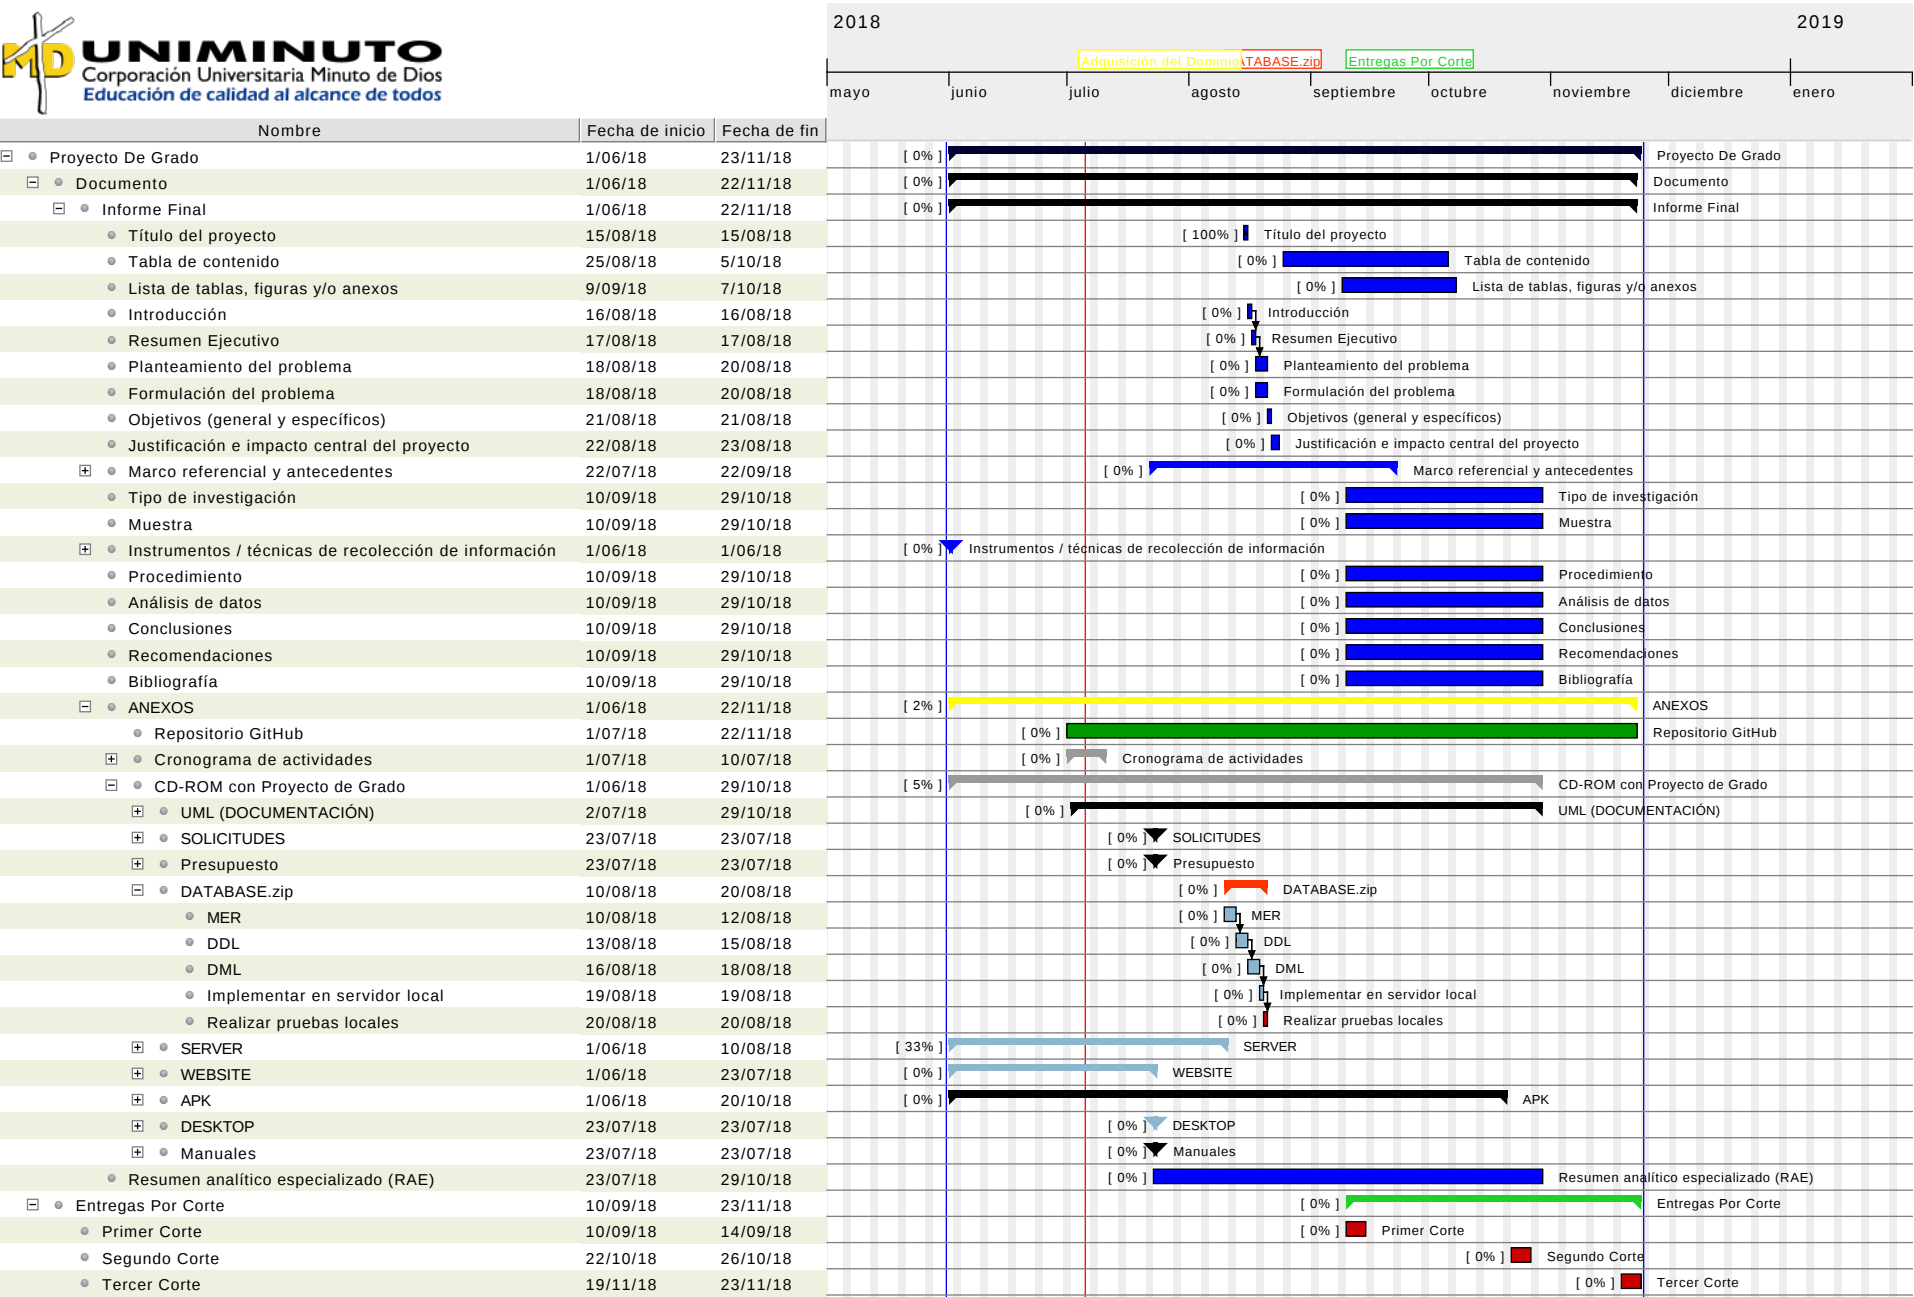 UNIMINUTO
Corporación Universitaria Minuto de Dios
Educación de calidad al alcance de todos
2018 2019
Adquisición del Dominio ATABASE.zip Entregas Por Corte
mayo junio julio agosto septiembre octubre noviembre diciembre enero
Nombre Fecha de inicio Fecha de fin
Proyecto De Grado 1/06/18 23/11/18 [ 0% ] Proyecto De Grado
Documento 1/06/18 22/11/18 [ 0% ] Documento
Informe Final 1/06/18 22/11/18 [ 0% ] Informe Final
Título del proyecto 15/08/18 15/08/18 [ 100% ] Título del proyecto
Tabla de contenido 25/08/18 5/10/18 [ 0% ] Tabla de contenido
Lista de tablas, figuras y/o anexos 9/09/18 7/10/18 [ 0% ] Lista de tablas, figuras y/o anexos
Introducción 16/08/18 16/08/18 [ 0% ] Introducción
Resumen Ejecutivo 17/08/18 17/08/18 [ 0% ] Resumen Ejecutivo
Planteamiento del problema 18/08/18 20/08/18 [ 0% ] Planteamiento del problema
Formulación del problema 18/08/18 20/08/18 [ 0% ] Formulación del problema
Objetivos (general y específicos) 21/08/18 21/08/18 [ 0% ] Objetivos (general y específicos)
Justificación e impacto central del proyecto 22/08/18 23/08/18 [ 0% ] Justificación e impacto central del proyecto
Marco referencial y antecedentes 22/07/18 22/09/18 [ 0% ] Marco referencial y antecedentes
Tipo de investigación 10/09/18 29/10/18 [ 0% ] Tipo de investigación
Muestra 10/09/18 29/10/18 [ 0% ] Muestra
Instrumentos / técnicas de recolección de información 1/06/18 1/06/18 [ 0% ] Instrumentos / técnicas de recolección de información
Procedimiento 10/09/18 29/10/18 [ 0% ] Procedimiento
Análisis de datos 10/09/18 29/10/18 [ 0% ] Análisis de datos
Conclusiones 10/09/18 29/10/18 [ 0% ] Conclusiones
Recomendaciones 10/09/18 29/10/18 [ 0% ] Recomendaciones
Bibliografía 10/09/18 29/10/18 [ 0% ] Bibliografía
ANEXOS 1/06/18 22/11/18 [ 2% ] ANEXOS
Repositorio GitHub 1/07/18 22/11/18 [ 0% ] Repositorio GitHub
Cronograma de actividades 1/07/18 10/07/18 [ 0% ] Cronograma de actividades
CD-ROM con Proyecto de Grado 1/06/18 29/10/18 [ 5% ] CD-ROM con Proyecto de Grado
UML (DOCUMENTACIÓN) 2/07/18 29/10/18 [ 0% ] UML (DOCUMENTACIÓN)
SOLICITUDES 23/07/18 23/07/18 [ 0% ] SOLICITUDES
Presupuesto 23/07/18 23/07/18 [ 0% ] Presupuesto
DATABASE.zip 10/08/18 20/08/18 [ 0% ] DATABASE.zip
MER 10/08/18 12/08/18 [ 0% ] MER
DDL 13/08/18 15/08/18 [ 0% ] DDL
DML 16/08/18 18/08/18 [ 0% ] DML
Implementar en servidor local 19/08/18 19/08/18 [ 0% ] Implementar en servidor local
Realizar pruebas locales 20/08/18 20/08/18 [ 0% ] Realizar pruebas locales
SERVER 1/06/18 10/08/18 [ 33% ] SERVER
WEBSITE 1/06/18 23/07/18 [ 0% ] WEBSITE
APK 1/06/18 20/10/18 [ 0% ] APK
DESKTOP 23/07/18 23/07/18 [ 0% ] DESKTOP
Manuales 23/07/18 23/07/18 [ 0% ] Manuales
Resumen analítico especializado (RAE) 23/07/18 29/10/18 [ 0% ] Resumen analítico especializado (RAE)
Entregas Por Corte 10/09/18 23/11/18 [ 0% ] Entregas Por Corte
Primer Corte 10/09/18 14/09/18 [ 0% ] Primer Corte
Segundo Corte 22/10/18 26/10/18 [ 0% ] Segundo Corte
Tercer Corte 19/11/18 23/11/18 [ 0% ] Tercer Corte